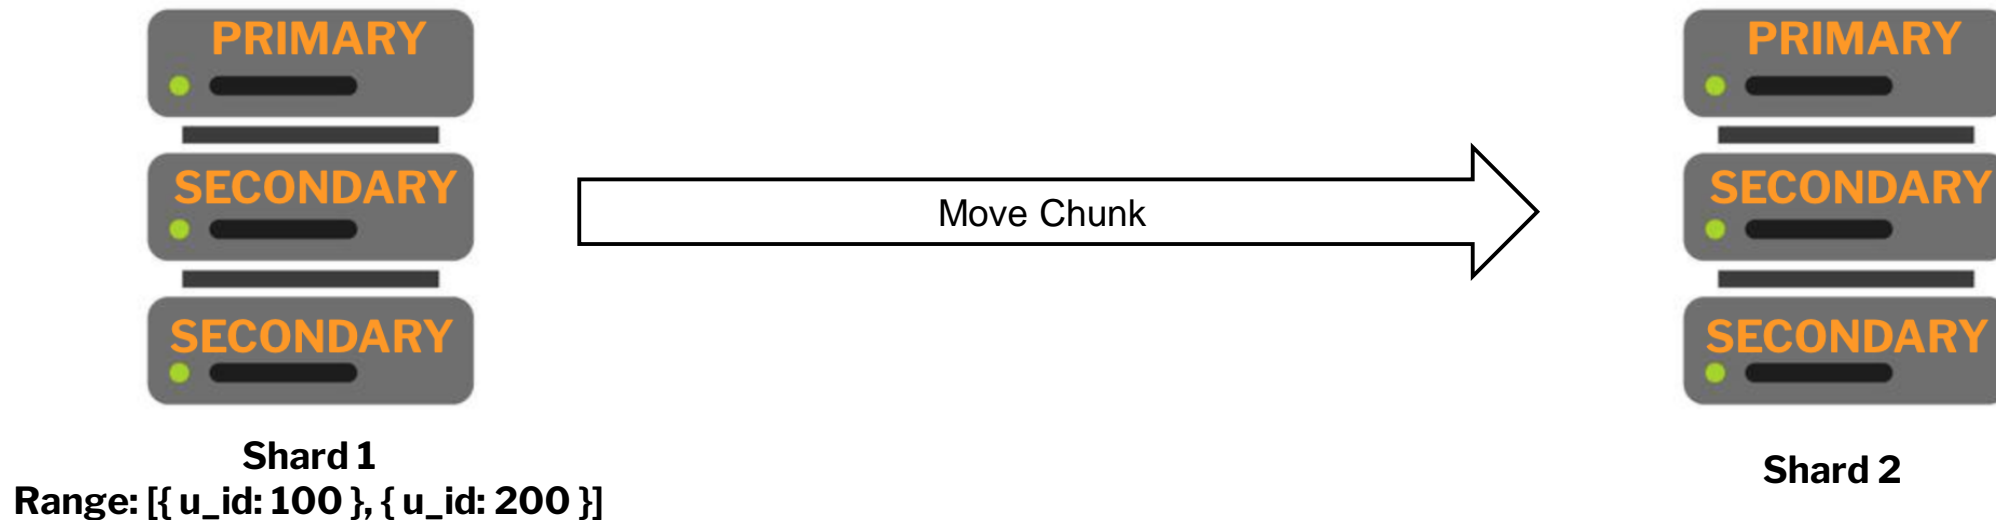 PRIMARY
SECONDARY
SECONDARY
Shard 1
Range: [{ u_id: 100 }, { u_id: 200 }]
Move Chunk
PRIMARY
SECONDARY
SECONDARY
Shard 2